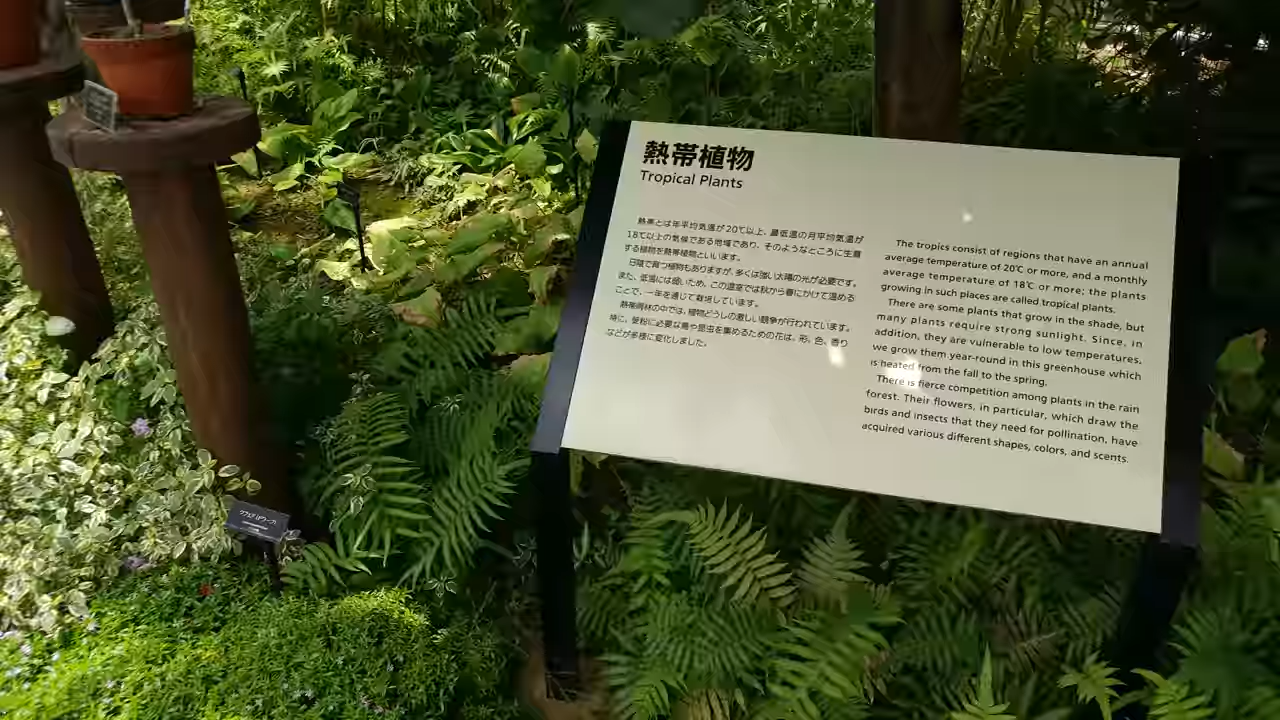 熱帯植物
Tropical Plants
熱帯とは年平均気温が20℃以上、最低温の月平均気温が
18℃以上の気候である地域であり、そのようなところに生育
する植物を熱帯植物といいます。
日陰で育つ植物もありますが、多くは強い太陽の光が必要です。
また、低温には弱いため、この温室では秋から春にかけて温める
ことで、一年を通じて栽培しています。
熱帯雨林の中では、植物どうしの激しい競争が行われています。
特に、受粉に必要な鳥や昆虫を集めるための花は、形、色、香り
などが多様に変化しました。
The tropics consist of regions that have an annual
average temperature of 20℃ or more, and a monthly
average temperature of 18℃ or more; the plants
growing in such places are called tropical plants.
There are some plants that grow in the shade, but
many plants require strong sunlight. Since, in
addition, they are vulnerable to low temperatures,
we grow them year-round in this greenhouse which
is heated from the fall to the spring.
There is fierce competition among plants in the rain
forest. Their flowers, in particular, which draw the
birds and insects that they need for pollination, have
acquired various different shapes, colors, and scents.